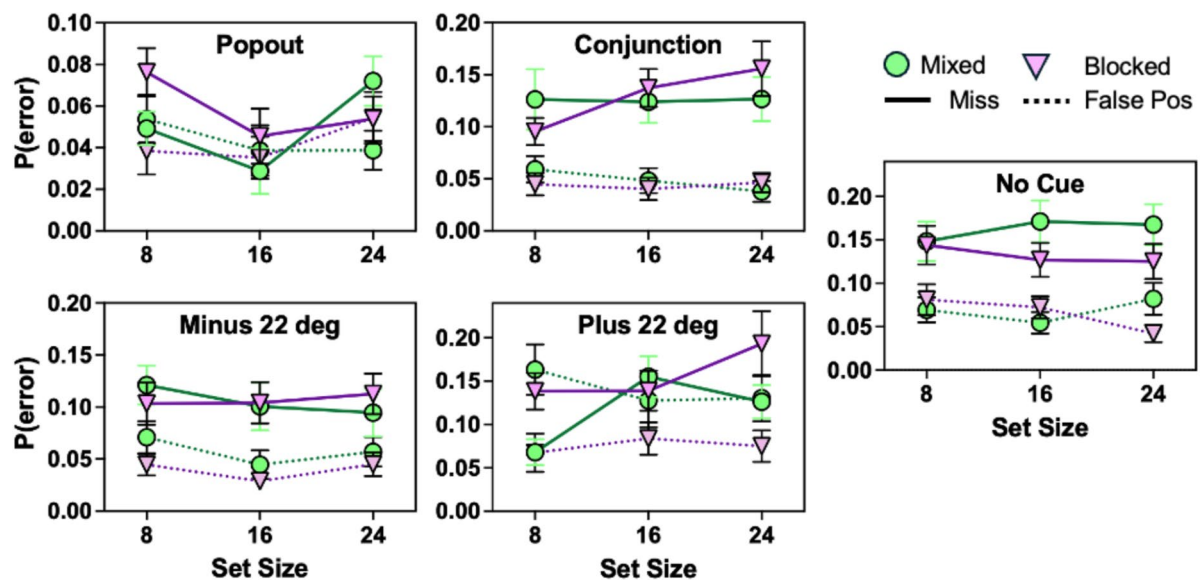 Popout
P(error)
0.10
0.08
0.06
0.04
0.02
0.00
8 16 24
Conjunction
0.20
0.15
0.10
0.05
0.00
8 16 24
Mixed Blocked
Miss False Pos
No Cue
0.20
0.15
0.10
0.05
0.00
8 16 24
Set Size
Minus 22 deg
P(error)
0.20
0.15
0.10
0.05
0.00
8 16 24
Set Size
Plus 22 deg
0.20
0.15
0.10
0.05
0.00
8 16 24
Set Size